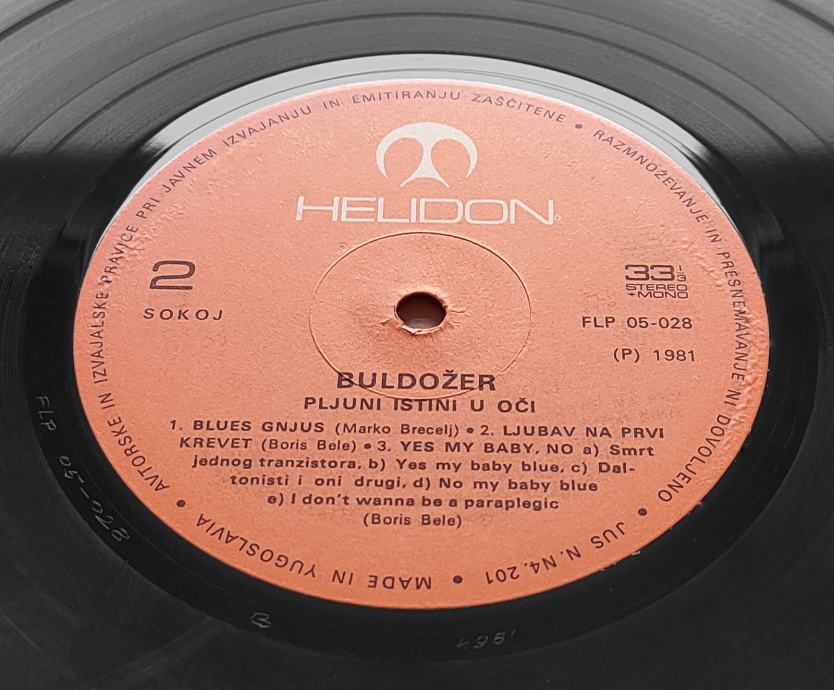 AVTORSKE IN IZVAJALSKE PRAVICE PRI JAVNEM IZVAJANJU IN EMITIRANJU ZAŠČITENE • RAZMNOŽEVANJE IN PRESNEMAVANJE NI DOVOLJENO • JUS N. N4. 201 • MADE IN YUGOSLAVIA •
HELIDON
2
SOKOJ
33 1/3
STEREO
+MONO
FLP 05-028
(P) 1981
BULDOŽER
PLJUNI ISTINI U OČI
1. BLUES GNJUS (Marko Brecelj) • 2. LJUBAV NA PRVI
KREVET (Boris Bele) • 3. YES MY BABY, NO a) Smrt
jednog tranzistora, b) Yes my baby blue, c) Dal-
tonisti i oni drugi, d) No my baby blue
e) I don't wanna be a paraplegic
(Boris Bele)
FLP 05-028
B
1981